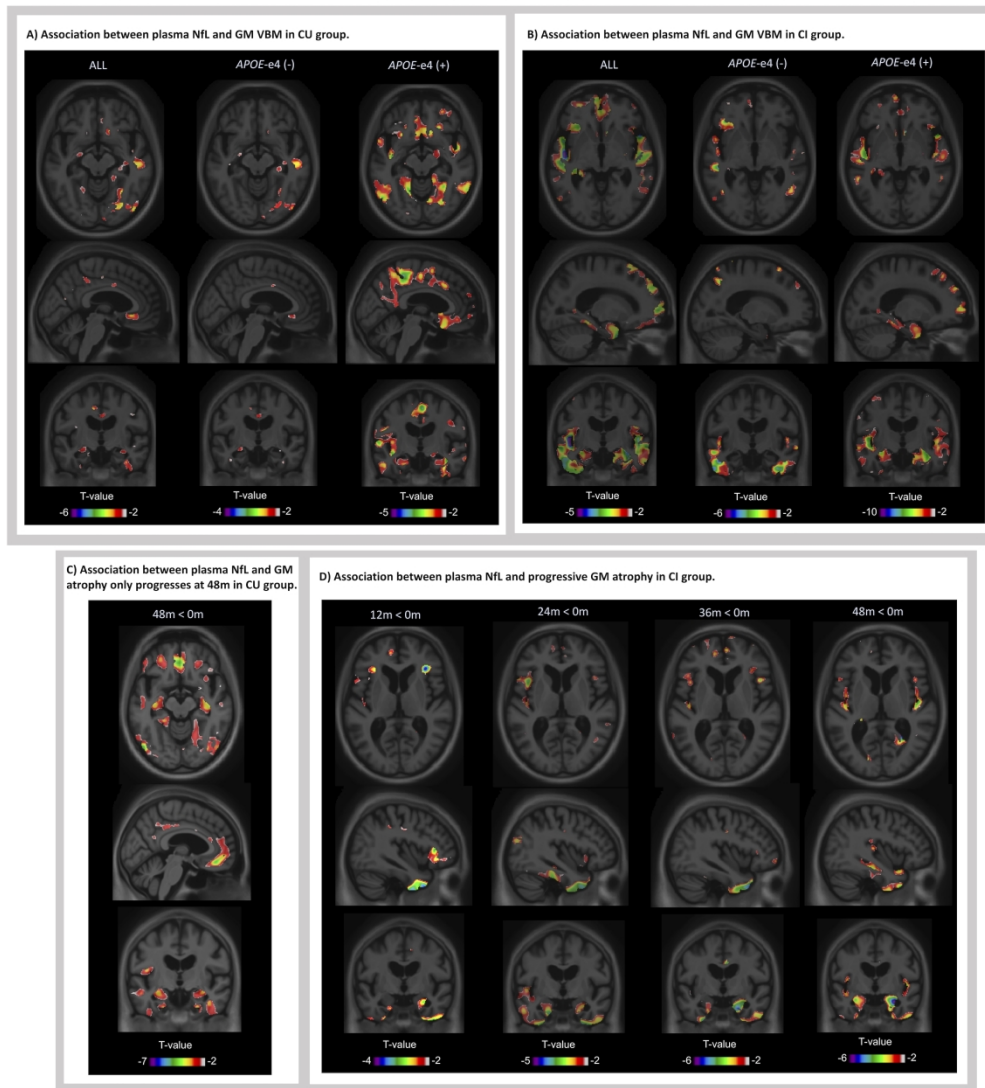 A) Association between plasma NfL and GM VBM in CU group.
ALL APOE-e4 (-) APOE-e4 (+)
T-value T-value T-value
-6 -2 -4 -2 -5 -2
B) Association between plasma NfL and GM VBM in CI group.
ALL APOE-e4 (-) APOE-e4 (+)
T-value T-value T-value
-5 -2 -6 -2 -10 -2
C) Association between plasma NfL and GM
atrophy only progresses at 48m in CU group.
48m < 0m
T-value
-7 -2
D) Association between plasma NfL and progressive GM atrophy in CI group.
12m < 0m 24m < 0m 36m < 0m 48m < 0m
T-value T-value T-value T-value
-4 -2 -5 -2 -6 -2 -6 -2